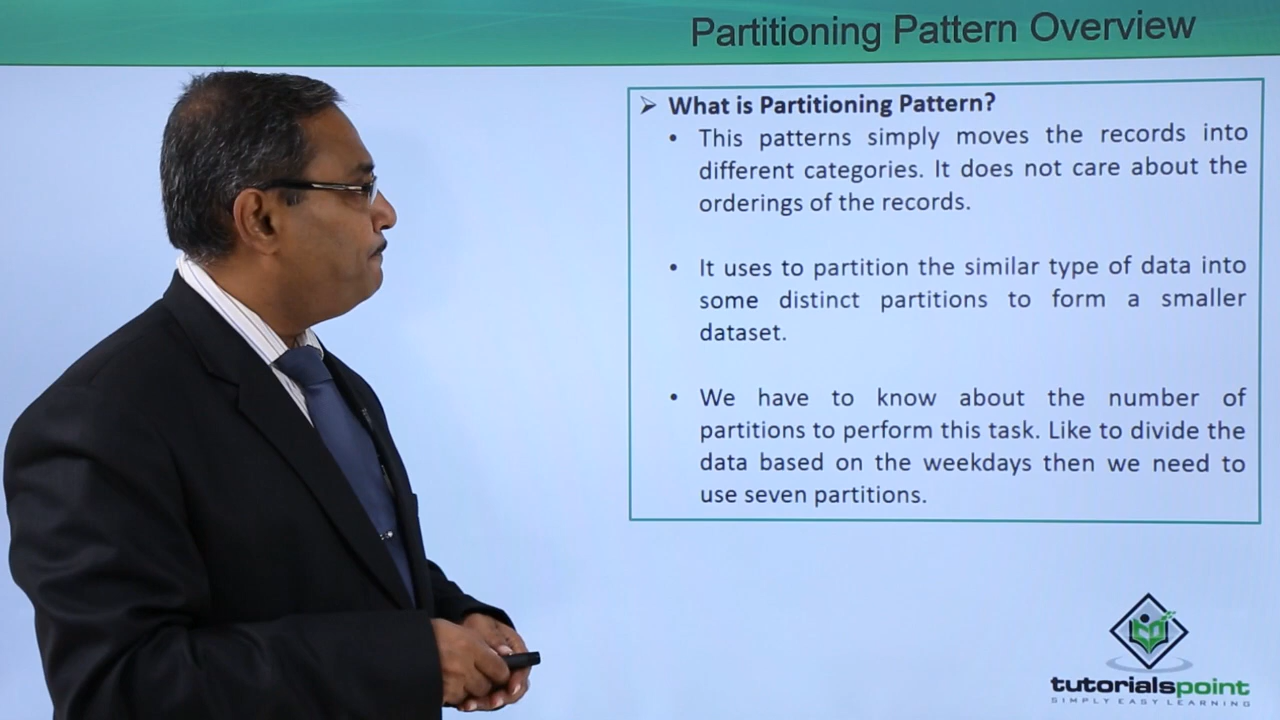 Partitioning Pattern Overview
➢ What is Partitioning Pattern?
• This patterns simply moves the records into
different categories. It does not care about the
orderings of the records.
• It uses to partition the similar type of data into
some distinct partitions to form a smaller
dataset.
• We have to know about the number of
partitions to perform this task. Like to divide the
data based on the weekdays then we need to
use seven partitions.
tutorialspoint
SIMPLY EASY LEARNING